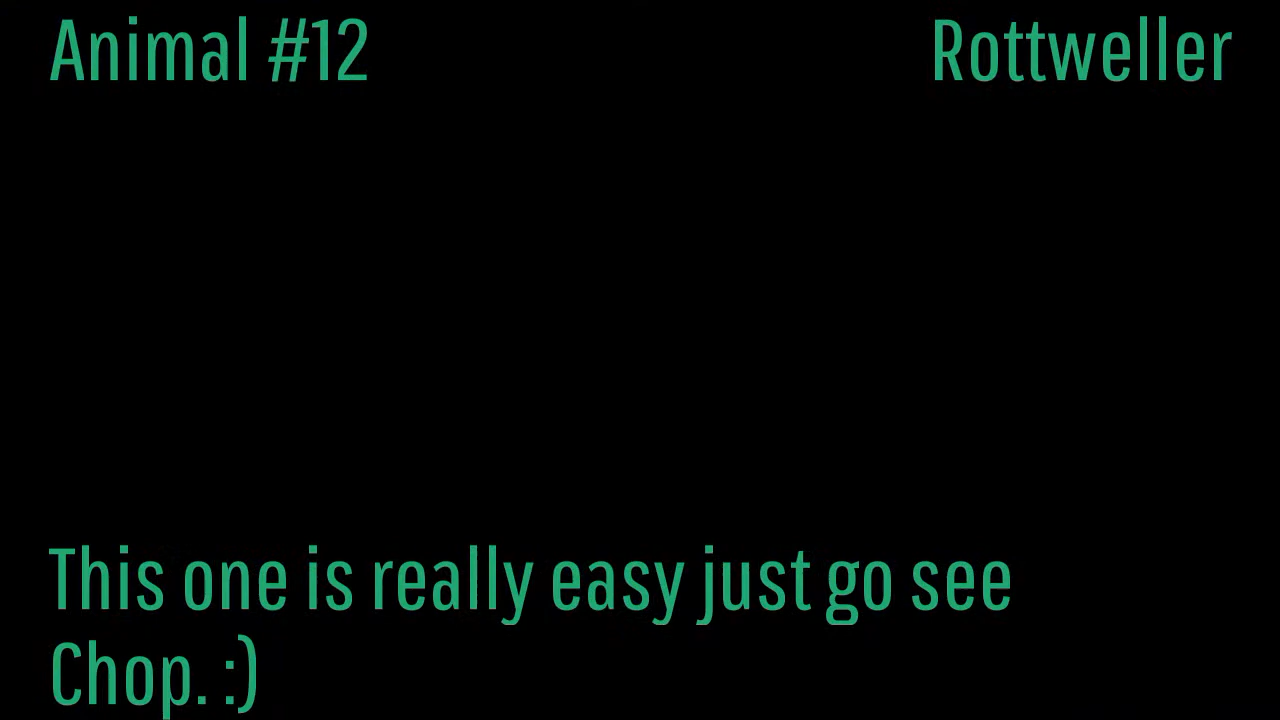 Animal #12
Rottweller
This one is really easy just go see
Chop. :)